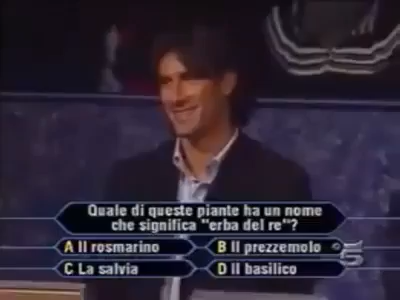 Quale di queste piante ha un nome
che significa "erba del re"?
A Il rosmarino
B Il prezzemolo
C La salvia
D Il basilico
5